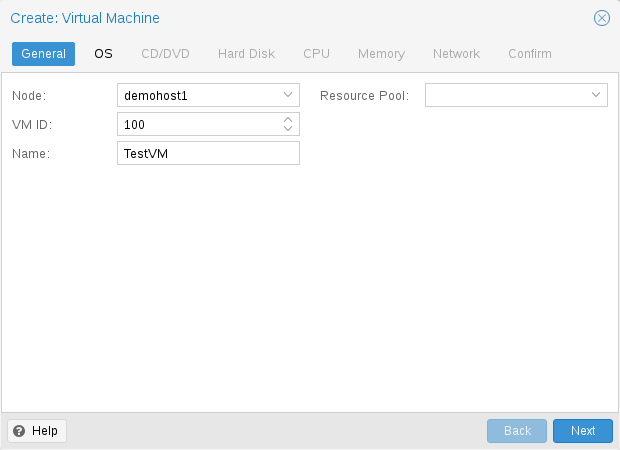 Create: Virtual Machine
General OS CD/DVD Hard Disk CPU Memory Network Confirm
Node: demohost1 Resource Pool:
VM ID: 100
Name: TestVM
Help Back Next